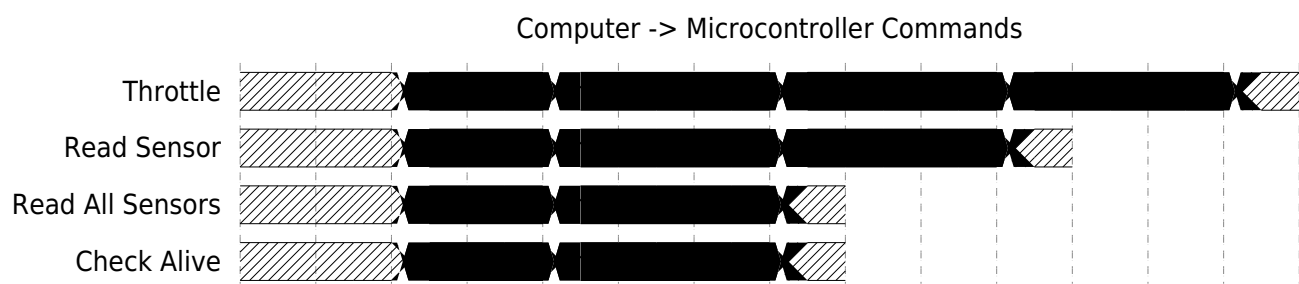 Computer -> Microcontroller Commands
Throttle
Read Sensor
Read All Sensors
Check Alive